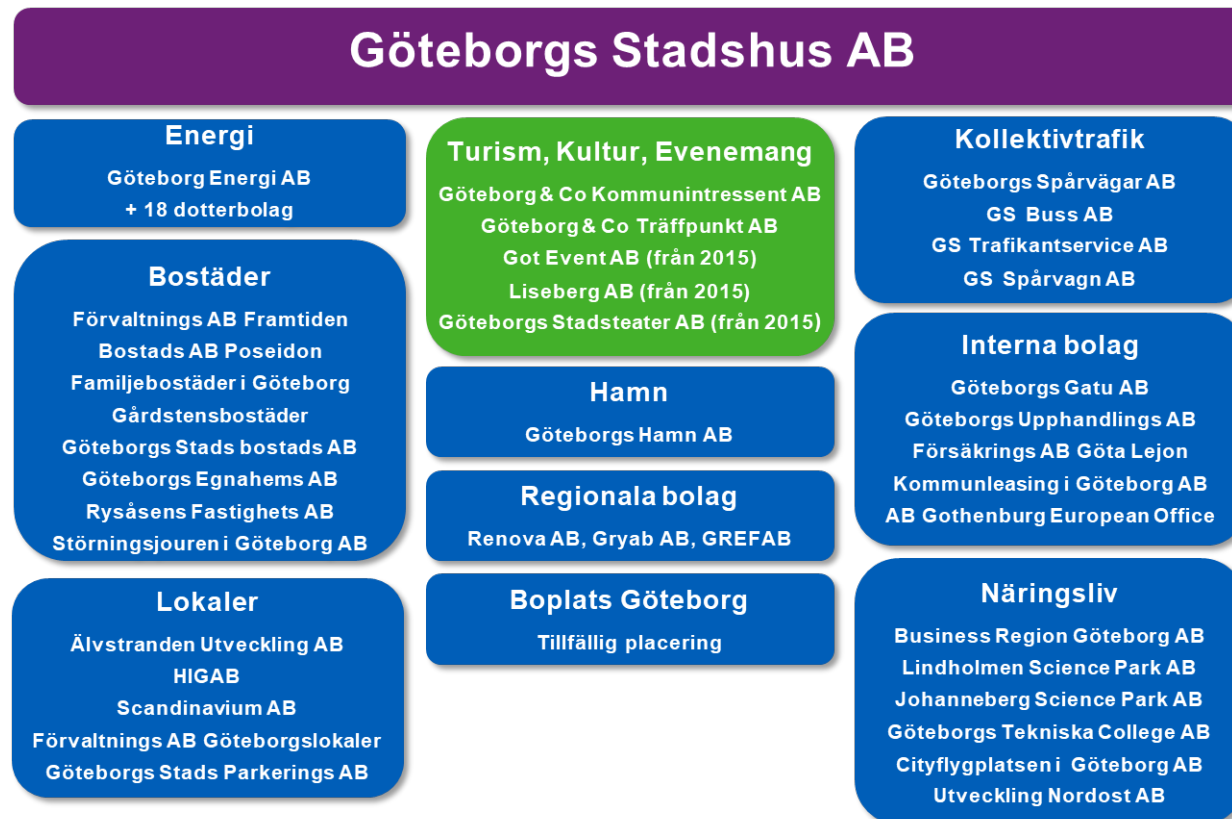 Göteborgs Stadshus AB
Energi
Göteborg Energi AB
+ 18 dotterbolag
Bostäder
Förvaltnings AB Framtiden
Bostads AB Poseidon
Familjebostäder i Göteborg
Gårdstensbostäder
Göteborgs Stads bostads AB
Göteborgs Egnahems AB
Rysåsens Fastighets AB
Störningsjouren i Göteborg AB
Lokaler
Älvstranden Utveckling AB
HIGAB
Scandinavium AB
Förvaltnings AB Göteborgslokaler
Göteborgs Stads Parkerings AB
Turism, Kultur, Evenemang
Göteborg & Co Kommunintressent AB
Göteborg & Co Träffpunkt AB
Got Event AB (från 2015)
Liseberg AB (från 2015)
Göteborgs Stadsteater AB (från 2015)
Hamn
Göteborgs Hamn AB
Regionala bolag
Renova AB, Gryab AB, GREFAB
Boplats Göteborg
Tillfällig placering
Kollektivtrafik
Göteborgs Spårvägar AB
GS Buss AB
GS Trafikantservice AB
GS Spårvagn AB
Interna bolag
Göteborgs Gatu AB
Göteborgs Upphandlings AB
Försäkrings AB Göta Lejon
Kommunleasing i Göteborg AB
AB Gothenburg European Office
Näringsliv
Business Region Göteborg AB
Lindholmen Science Park AB
Johanneberg Science Park AB
Göteborgs Tekniska College AB
Cityflygplatsen i Göteborg AB
Utveckling Nordost AB